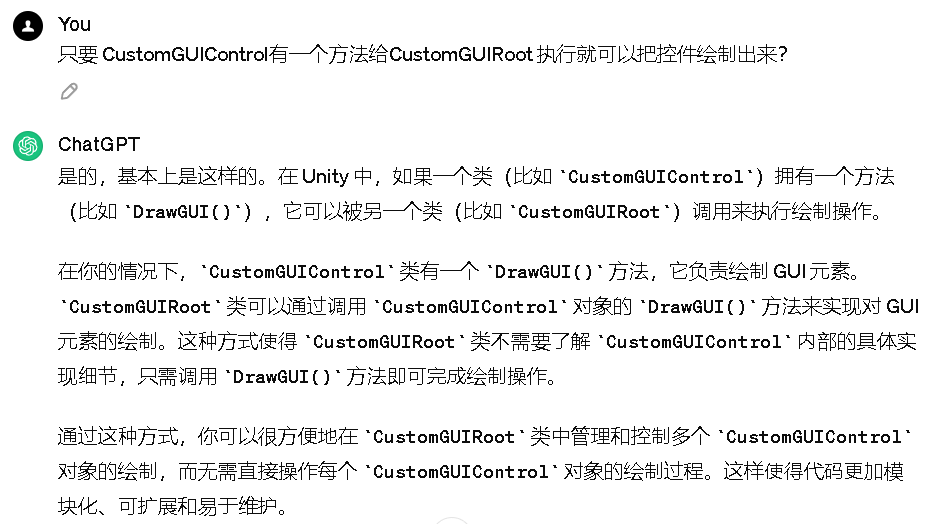 You
只要 CustomGUIControl有一个方法给CustomGUIRoot 执行就可以把控件绘制出来？
ChatGPT
是的，基本上是这样的。在 Unity 中，如果一个类（比如 `CustomGUIControl`）拥有一个方法
（比如 `DrawGUI()`），它可以被另一个类（比如 `CustomGUIRoot`）调用来执行绘制操作。
在你的情况下，`CustomGUIControl` 类有一个 `DrawGUI()` 方法，它负责绘制 GUI 元素。
`CustomGUIRoot` 类可以通过调用 `CustomGUIControl` 对象的 `DrawGUI()` 方法来实现对 GUI
元素的绘制。这种方式使得 `CustomGUIRoot` 类不需要了解 `CustomGUIControl` 内部的具体实
现细节，只需调用 `DrawGUI()` 方法即可完成绘制操作。
通过这种方式，你可以很方便地在 `CustomGUIRoot` 类中管理和控制多个 `CustomGUIControl`
对象的绘制，而无需直接操作每个 `CustomGUIControl` 对象的绘制过程。这样使得代码更加模
块化、可扩展和易于维护。